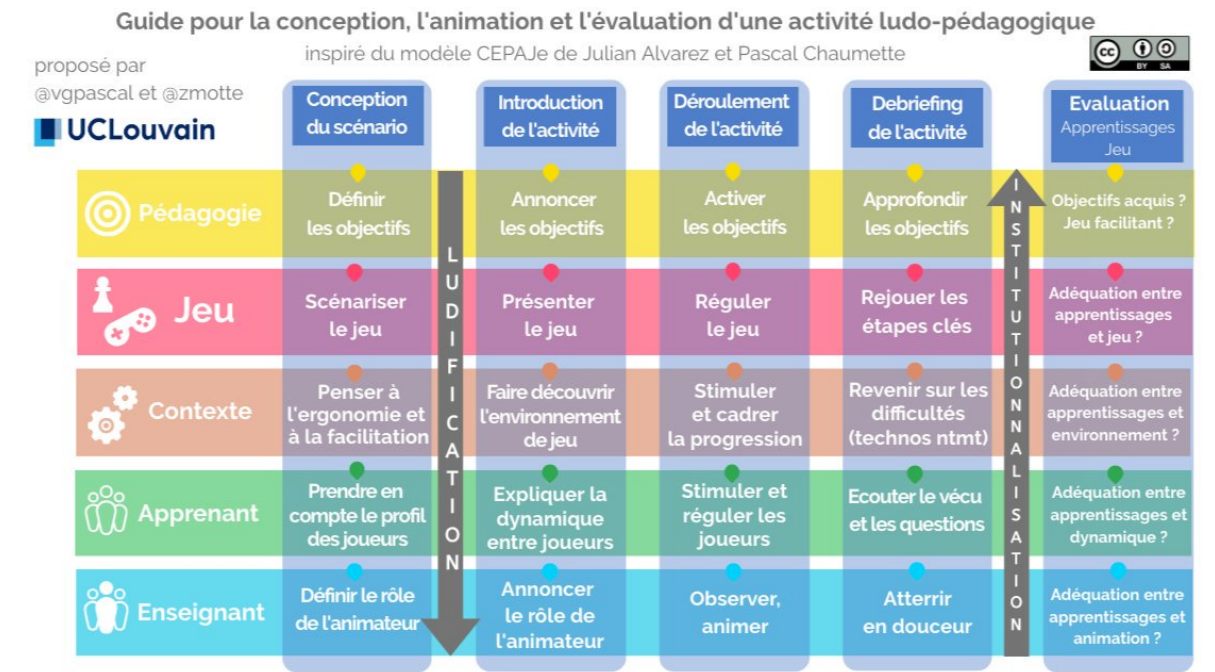 Guide pour la conception, l'animation et l'évaluation d'une activité ludo-pédagogique
inspiré du modèle CEPAJe de Julian Alvarez et Pascal Chaumette
proposé par
@vgpascal et @zmotte
UCLouvain
CC BY SA
Conception
du scénario
Introduction
de l'activité
Déroulement
de l'activité
Debriefing
de l'activité
Evaluation
Apprentissages
Jeu
Pédagogie
Définir
les objectifs
Annoncer
les objectifs
Activer
les objectifs
Approfondir
les objectifs
Objectifs acquis ?
Jeu facilitant ?
Jeu
Scénariser
le jeu
Présenter
le jeu
Réguler
le jeu
Rejouer les
étapes clés
Adéquation entre
apprentissages
et jeu ?
Contexte
Penser à
l'ergonomie et
à la facilitation
Faire découvrir
l'environnement
de jeu
Stimuler
et cadrer
la progression
Revenir sur les
difficultés
(technos ntmt)
Adéquation entre
apprentissages et
environnement ?
Apprenant
Prendre en
compte le profil
des joueurs
Expliquer la
dynamique
entre joueurs
Stimuler et
réguler les
joueurs
Ecouter le vécu
et les questions
Adéquation entre
apprentissages et
dynamique ?
Enseignant
Définir le rôle
de l'animateur
Annoncer
le rôle de
l'animateur
Observer,
animer
Atterrir
en douceur
Adéquation entre
apprentissages et
animation ?
LUDIFICATION
INSTITUTIONNALISATION